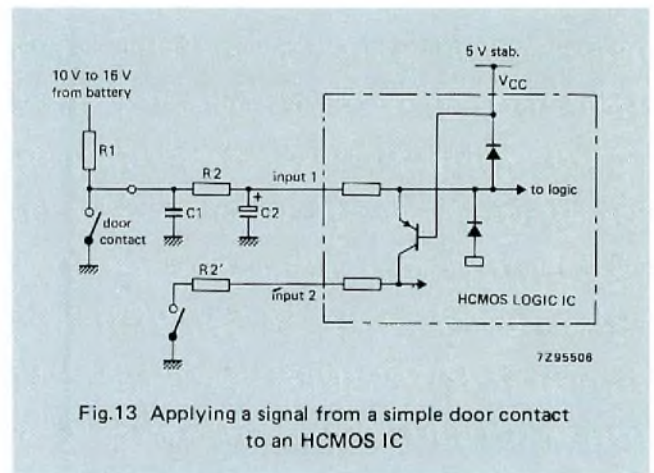 5 V stab.
10 V to 16 V
from battery
VCC
R1
R2
input 1
to logic
C1
+
C2
door
contact
R2'
input 2
HCMOS LOGIC IC
7Z95506
Fig.13 Applying a signal from a simple door contact
to an HCMOS IC